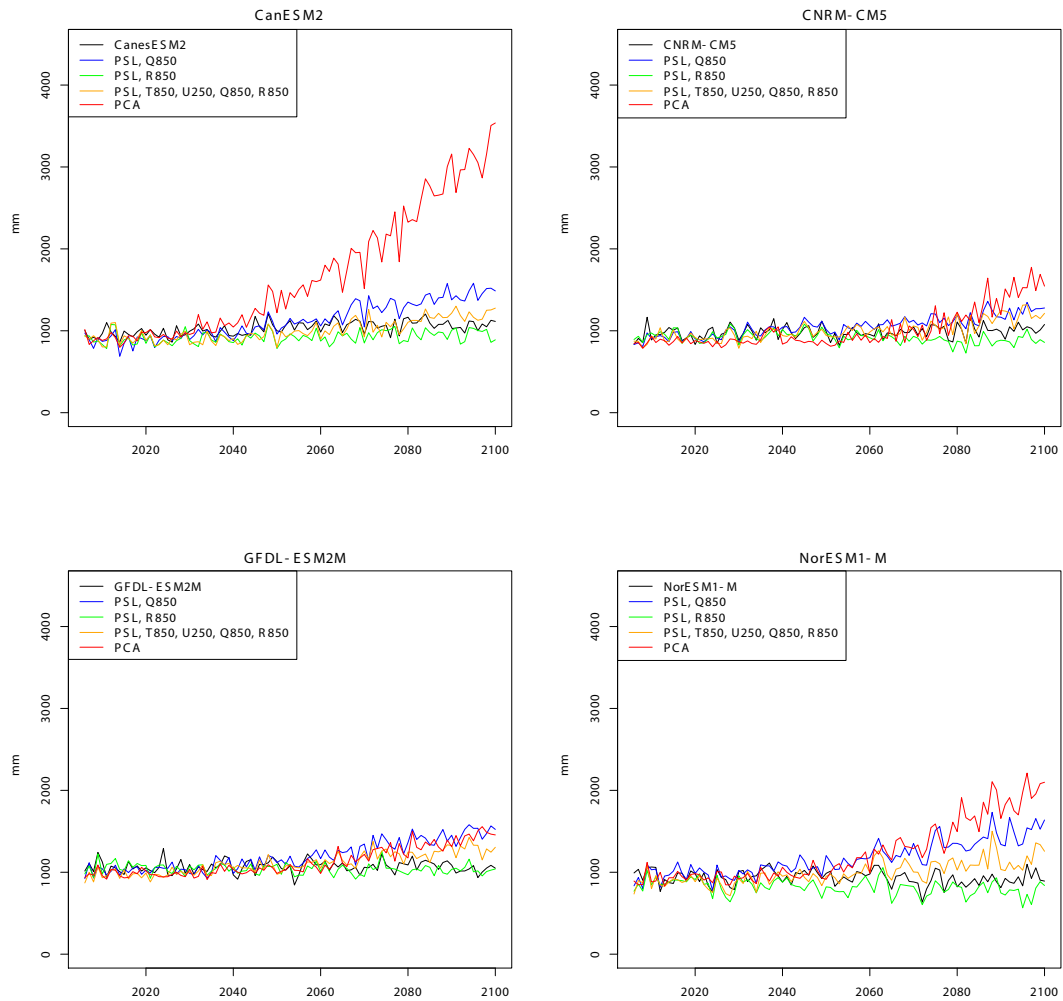 CanESM2
CanesESM2
PSL, Q850
PSL, R850
PSL, T850, U250, Q850, R850
PCA
mm
4000
3000
2000
1000
0
2020
2040
2060
2080
2100
CNRM- CM5
CNRM- CM5
PSL, Q850
PSL, R850
PSL, T850, U250, Q850, R850
PCA
mm
4000
3000
2000
1000
0
2020
2040
2060
2080
2100
GFDL- ESM2M
GFDL- ESM2M
PSL, Q850
PSL, R850
PSL, T850, U250, Q850, R850
PCA
mm
4000
3000
2000
1000
0
2020
2040
2060
2080
2100
NorESM1- M
NorESM1- M
PSL, Q850
PSL, R850
PSL, T850, U250, Q850, R850
PCA
mm
4000
3000
2000
1000
0
2020
2040
2060
2080
2100